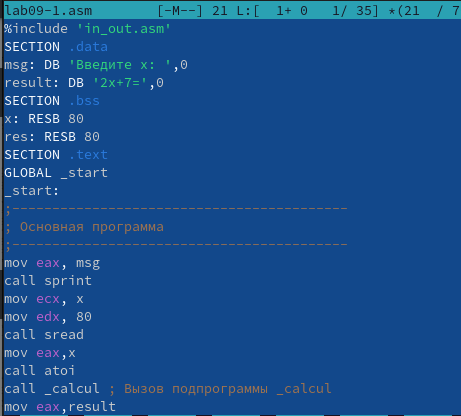 lab09-1.asm [-M--] 21 L:[ 1+ 0 1/ 35] *(21 / 7
%include 'in_out.asm'
SECTION .data
msg: DB 'Введите x: ',0
result: DB '2x+7=',0
SECTION .bss
x: RESB 80
res: RESB 80
SECTION .text
GLOBAL _start
_start:
;------------------------------------------
; Основная программа
;------------------------------------------
mov eax, msg
call sprint
mov ecx, x
mov edx, 80
call sread
mov eax,x
call atoi
call _calcul ; Вызов подпрограммы _calcul
mov eax,result